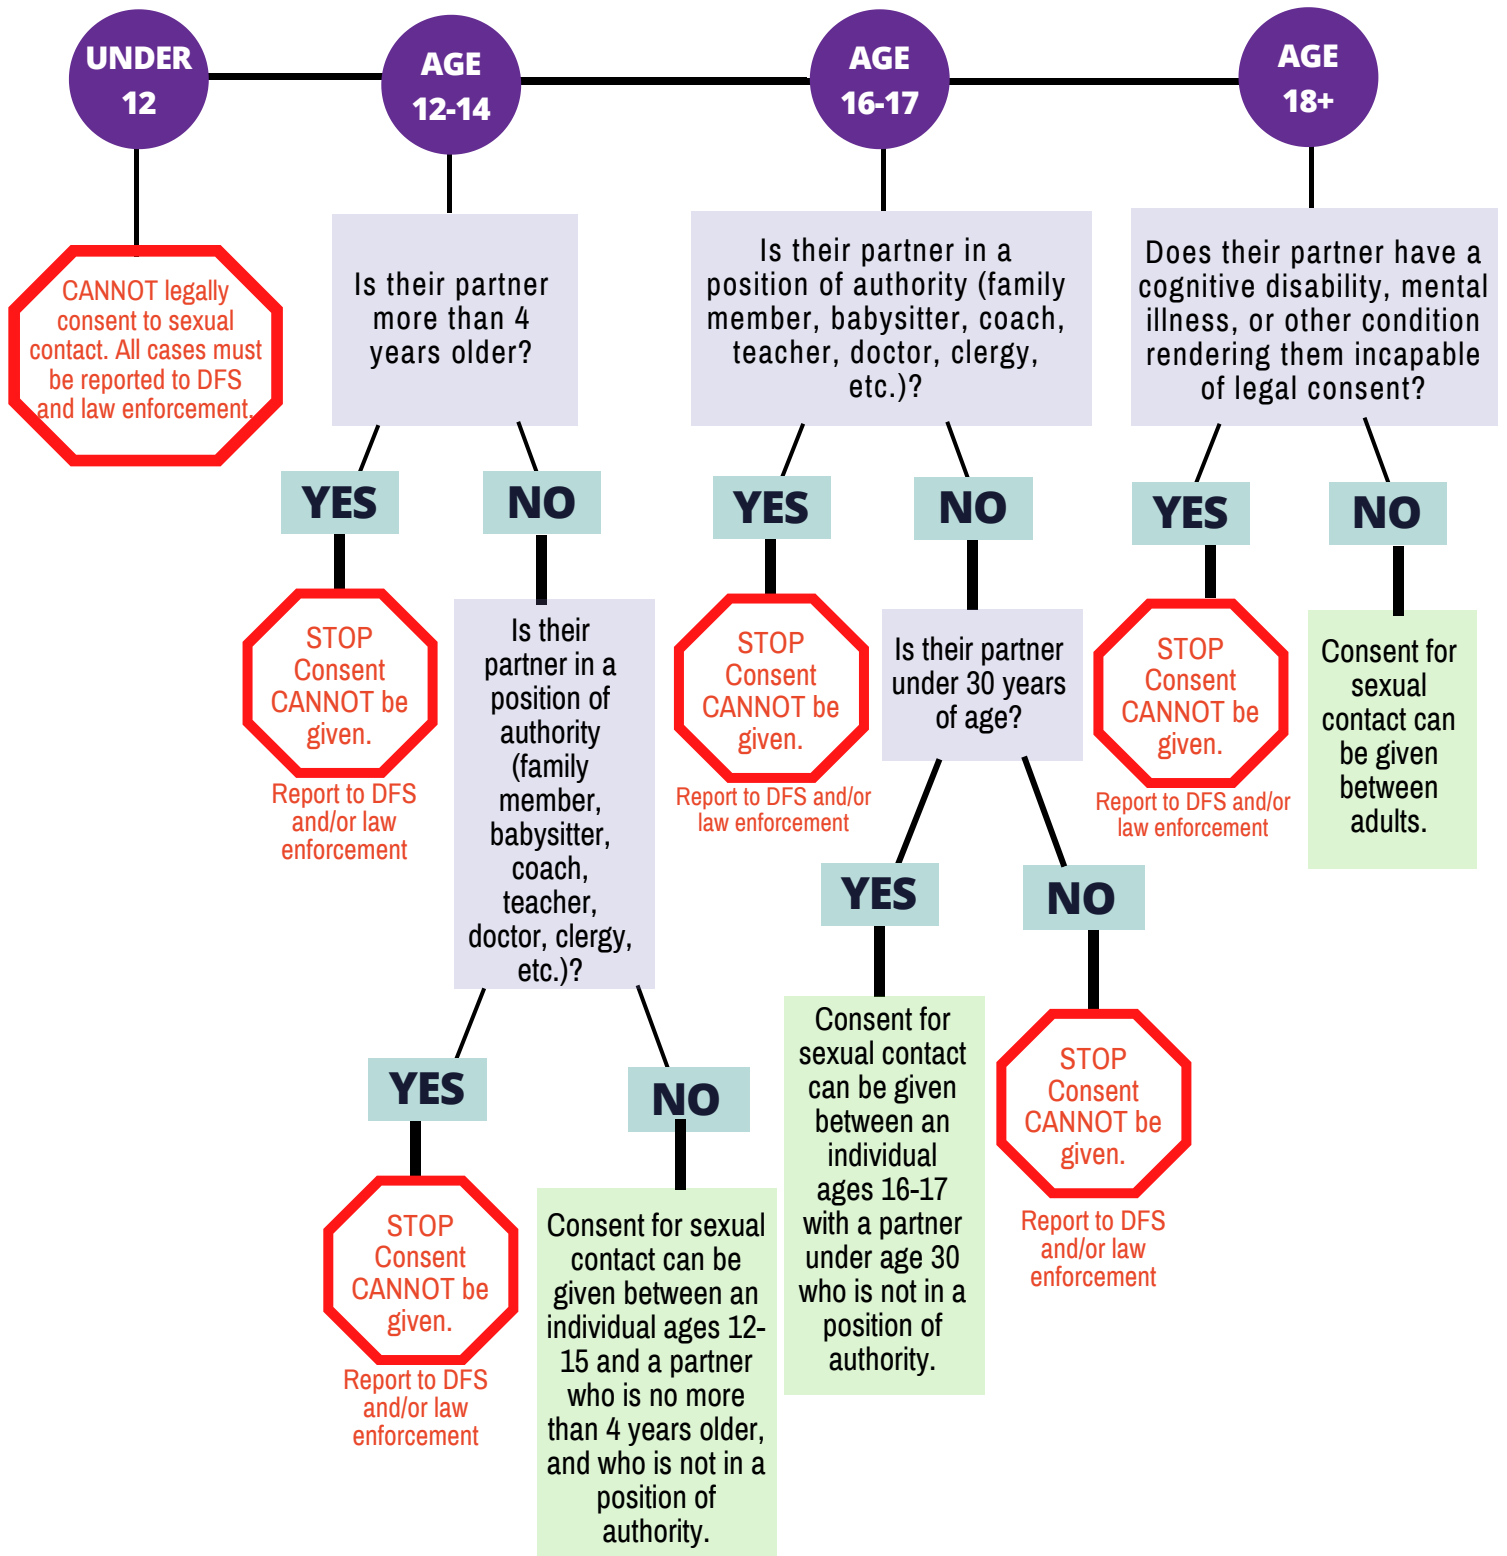 UNDER
12
AGE
12-14
AGE
16-17
AGE
18+
CANNOT legally
consent to sexual
contact. All cases must
be reported to DFS
and law enforcement.
Is their partner
more than 4
years older?
YES
STOP
Consent
CANNOT be
given.
Report to DFS
and/or law
enforcement
NO
Is their
partner in a
position of
authority
(family
member,
babysitter,
coach,
teacher,
doctor, clergy,
etc.)?
YES
STOP
Consent
CANNOT be
given.
Report to DFS
and/or law
enforcement
NO
Consent for sexual
contact can be
given between an
individual ages 12-
15 and a partner
who is no more
than 4 years older,
and who is not in a
position of
authority.
Is their partner in a
position of authority (family
member, babysitter, coach,
teacher, doctor, clergy,
etc.)?
YES
STOP
Consent
CANNOT be
given.
Report to DFS and/or
law enforcement
NO
Is their partner
under 30 years
of age?
YES
Consent for
sexual contact
can be given
between an
individual
ages 16-17
with a partner
under age 30
who is not in a
position of
authority.
NO
STOP
Consent
CANNOT be
given.
Report to DFS
and/or law
enforcement
Does their partner have a
cognitive disability, mental
illness, or other condition
rendering them incapable
of legal consent?
YES
STOP
Consent
CANNOT be
given.
Report to DFS and/or
law enforcement
NO
Consent for
sexual
contact can
be given
between
adults.